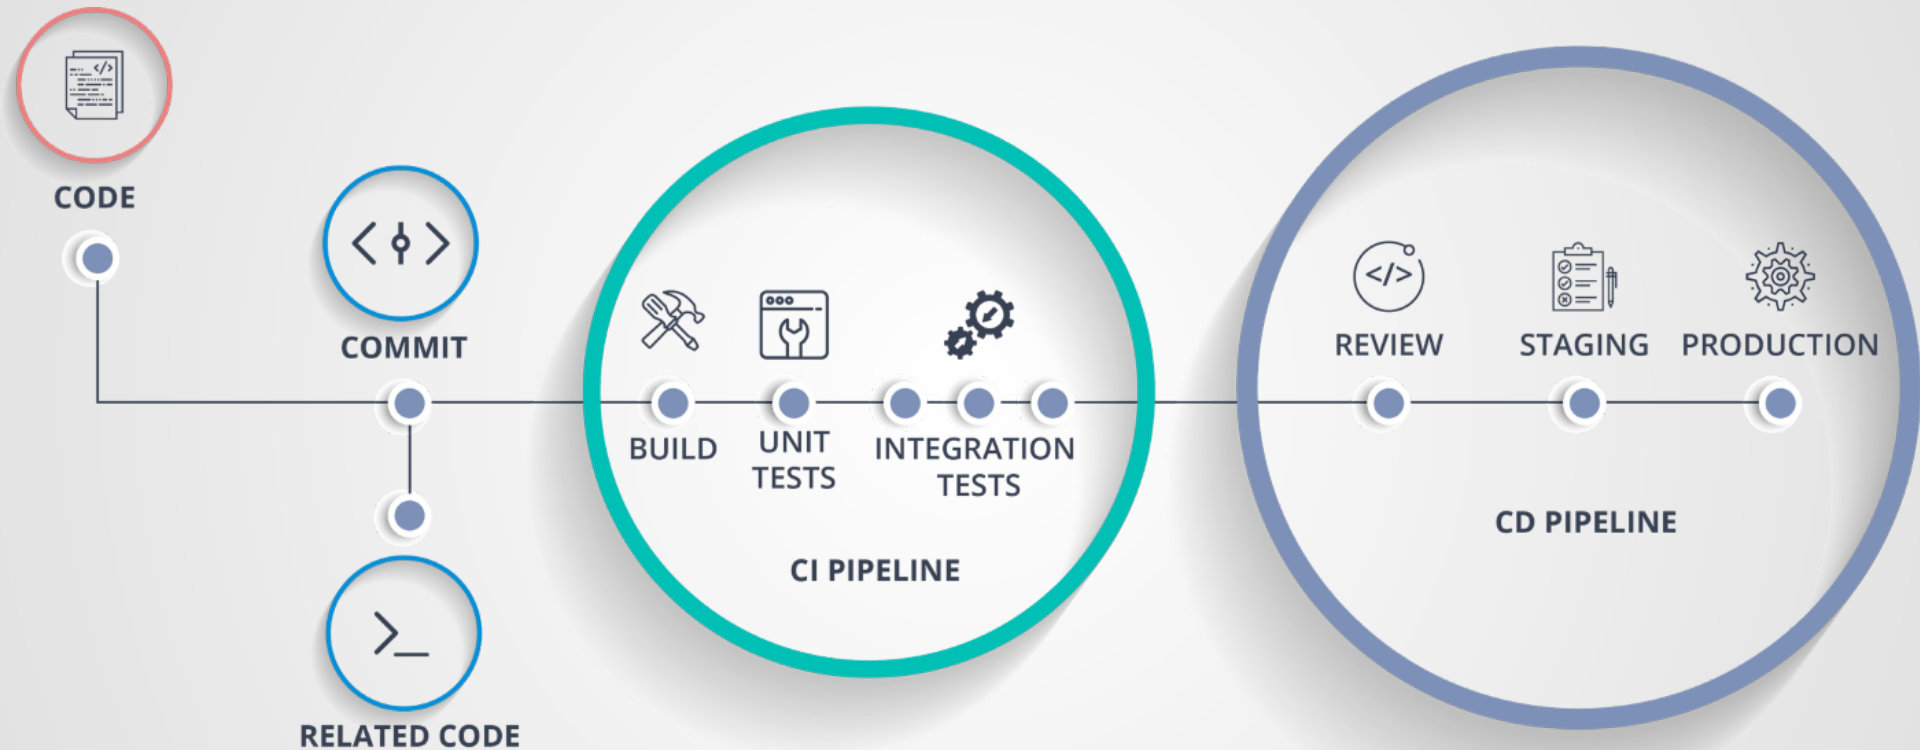 CODE
COMMIT
RELATED CODE
BUILD
UNIT
TESTS
INTEGRATION
TESTS
CI PIPELINE
REVIEW
STAGING
PRODUCTION
CD PIPELINE